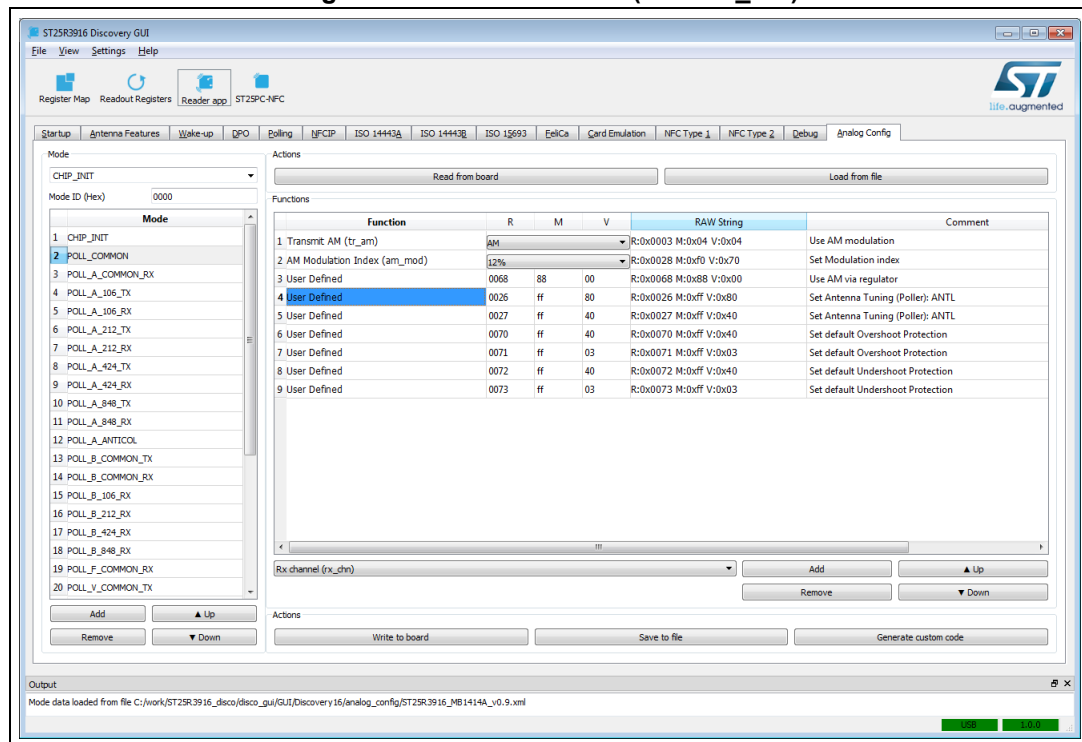 ST25R3916 Discovery GUI
File View Settings Help
Register Map Readout Registers Reader app ST25PC-NFC
ST
life.augmented
Startup Antenna Features Wake-up DPO Polling NFCIP ISO 14443A ISO 14443B ISO 15693 FeliCa Card Emulation NFC Type 1 NFC Type 2 Debug Analog Config
Mode
CHIP_INIT
Mode ID (Hex) 0000
Mode
1 CHIP_INIT
2 POLL_COMMON
3 POLL_A_COMMON_RX
4 POLL_A_106_TX
5 POLL_A_106_RX
6 POLL_A_212_TX
7 POLL_A_212_RX
8 POLL_A_424_TX
9 POLL_A_424_RX
10 POLL_A_848_TX
11 POLL_A_848_RX
12 POLL_A_ANTICOL
13 POLL_B_COMMON_TX
14 POLL_B_COMMON_RX
15 POLL_B_106_RX
16 POLL_B_212_RX
17 POLL_B_424_RX
18 POLL_B_848_RX
19 POLL_F_COMMON_RX
20 POLL_V_COMMON_TX
Add ▲ Up
Remove ▼ Down
Actions
Read from board Load from file
Functions
Function R M V RAW String Comment
1 Transmit AM (tr_am) AM R:0x0003 M:0x04 V:0x04 Use AM modulation
2 AM Modulation Index (am_mod) 12% R:0x0028 M:0xf0 V:0x70 Set Modulation index
3 User Defined 0068 88 00 R:0x0068 M:0x88 V:0x00 Use AM via regulator
4 User Defined 0026 ff 80 R:0x0026 M:0xff V:0x80 Set Antenna Tuning (Poller): ANTL
5 User Defined 0027 ff 40 R:0x0027 M:0xff V:0x40 Set Antenna Tuning (Poller): ANTL
6 User Defined 0070 ff 40 R:0x0070 M:0xff V:0x40 Set default Overshoot Protection
7 User Defined 0071 ff 03 R:0x0071 M:0xff V:0x03 Set default Overshoot Protection
8 User Defined 0072 ff 40 R:0x0072 M:0xff V:0x40 Set default Undershoot Protection
9 User Defined 0073 ff 03 R:0x0073 M:0xff V:0x03 Set default Undershoot Protection
Rx channel (rx_chn) Add ▲ Up
Remove ▼ Down
Actions
Write to board Save to file Generate custom code
Output
Mode data loaded from file C:/work/ST25R3916_disco/disco_gui/GUI/Discovery16/analog_config/ST25R3916_MB1414A_v0.9.xml
USB 1.0.0